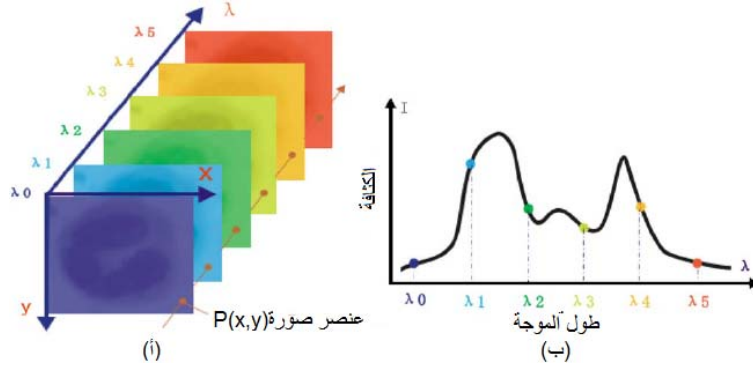 λ
λ 5
λ 4
λ 3
λ 2
λ 1
λ 0
X
y
عنصر صورة P(x,y)
(أ)
I
الكثافة
λ
λ 0 λ 1 λ 2 λ 3 λ 4 λ 5
طول الموجة
(ب)